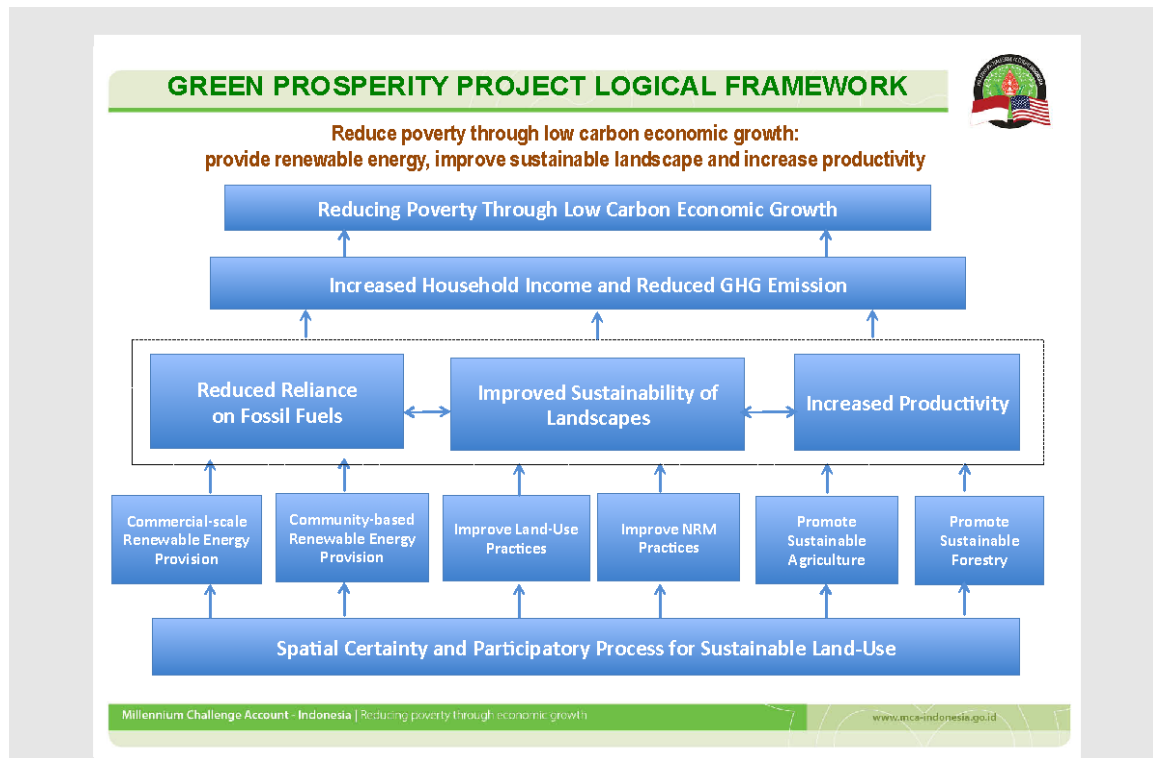 GREEN PROSPERITY PROJECT LOGICAL FRAMEWORK
Reduce poverty through low carbon economic growth:
provide renewable energy, improve sustainable landscape and increase productivity
Reducing Poverty Through Low Carbon Economic Growth
Increased Household Income and Reduced GHG Emission
Reduced Reliance
on Fossil Fuels
Improved Sustainability of
Landscapes
Increased Productivity
Commercial-scale
Renewable Energy
Provision
Community-based
Renewable Energy
Provision
Improve Land-Use
Practices
Improve NRM
Practices
Promote
Sustainable
Agriculture
Promote
Sustainable
Forestry
Spatial Certainty and Participatory Process for Sustainable Land-Use
Millennium Challenge Account - Indonesia | Reducing poverty through economic growth
www.mca-indonesia.go.id